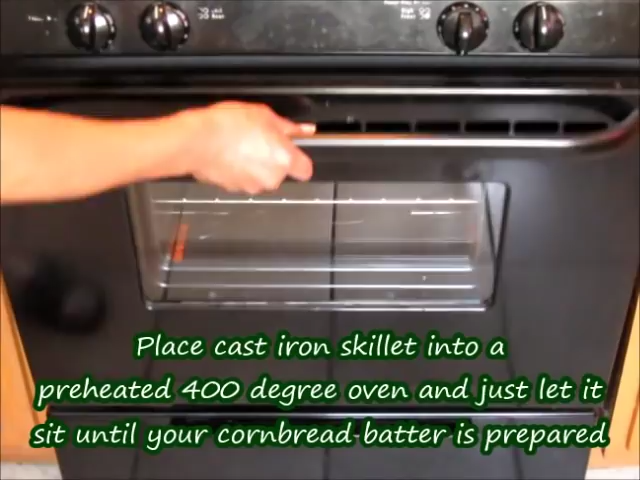 Place cast iron skillet into a
preheated 400 degree oven and just let it
sit until your cornbread batter is prepared